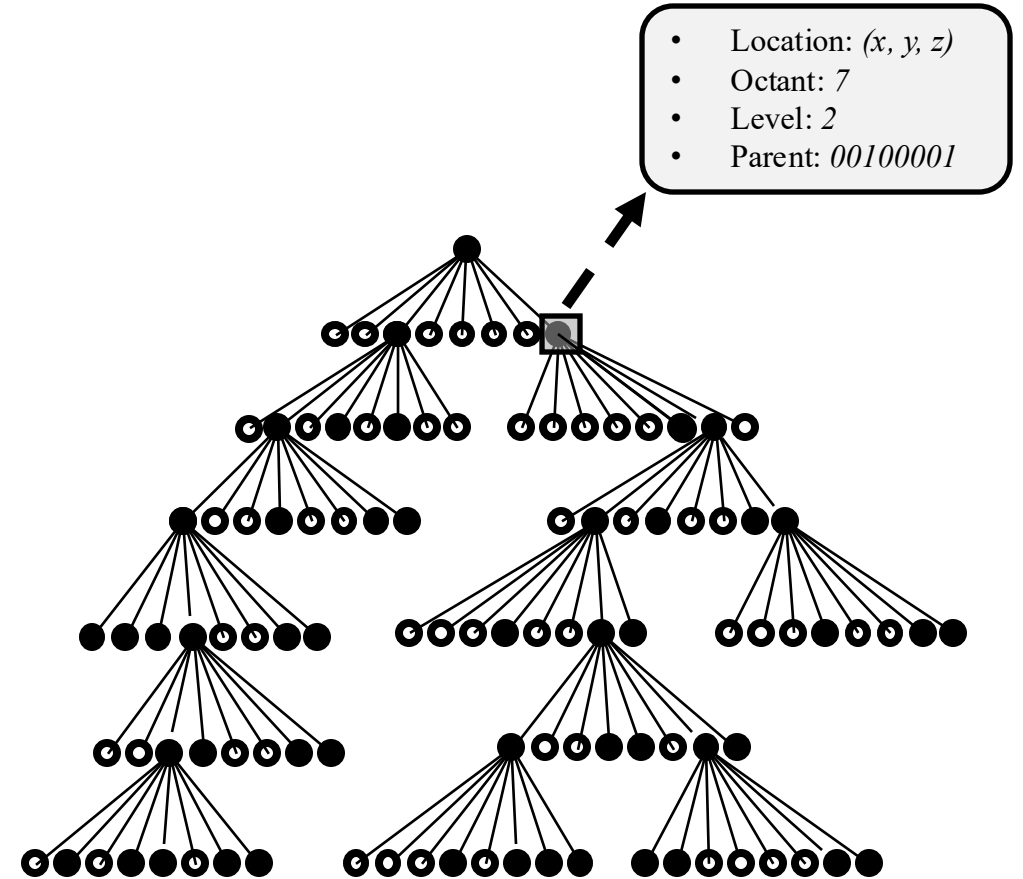 • Location: (x, y, z)
• Octant: 7
• Level: 2
• Parent: 00100001